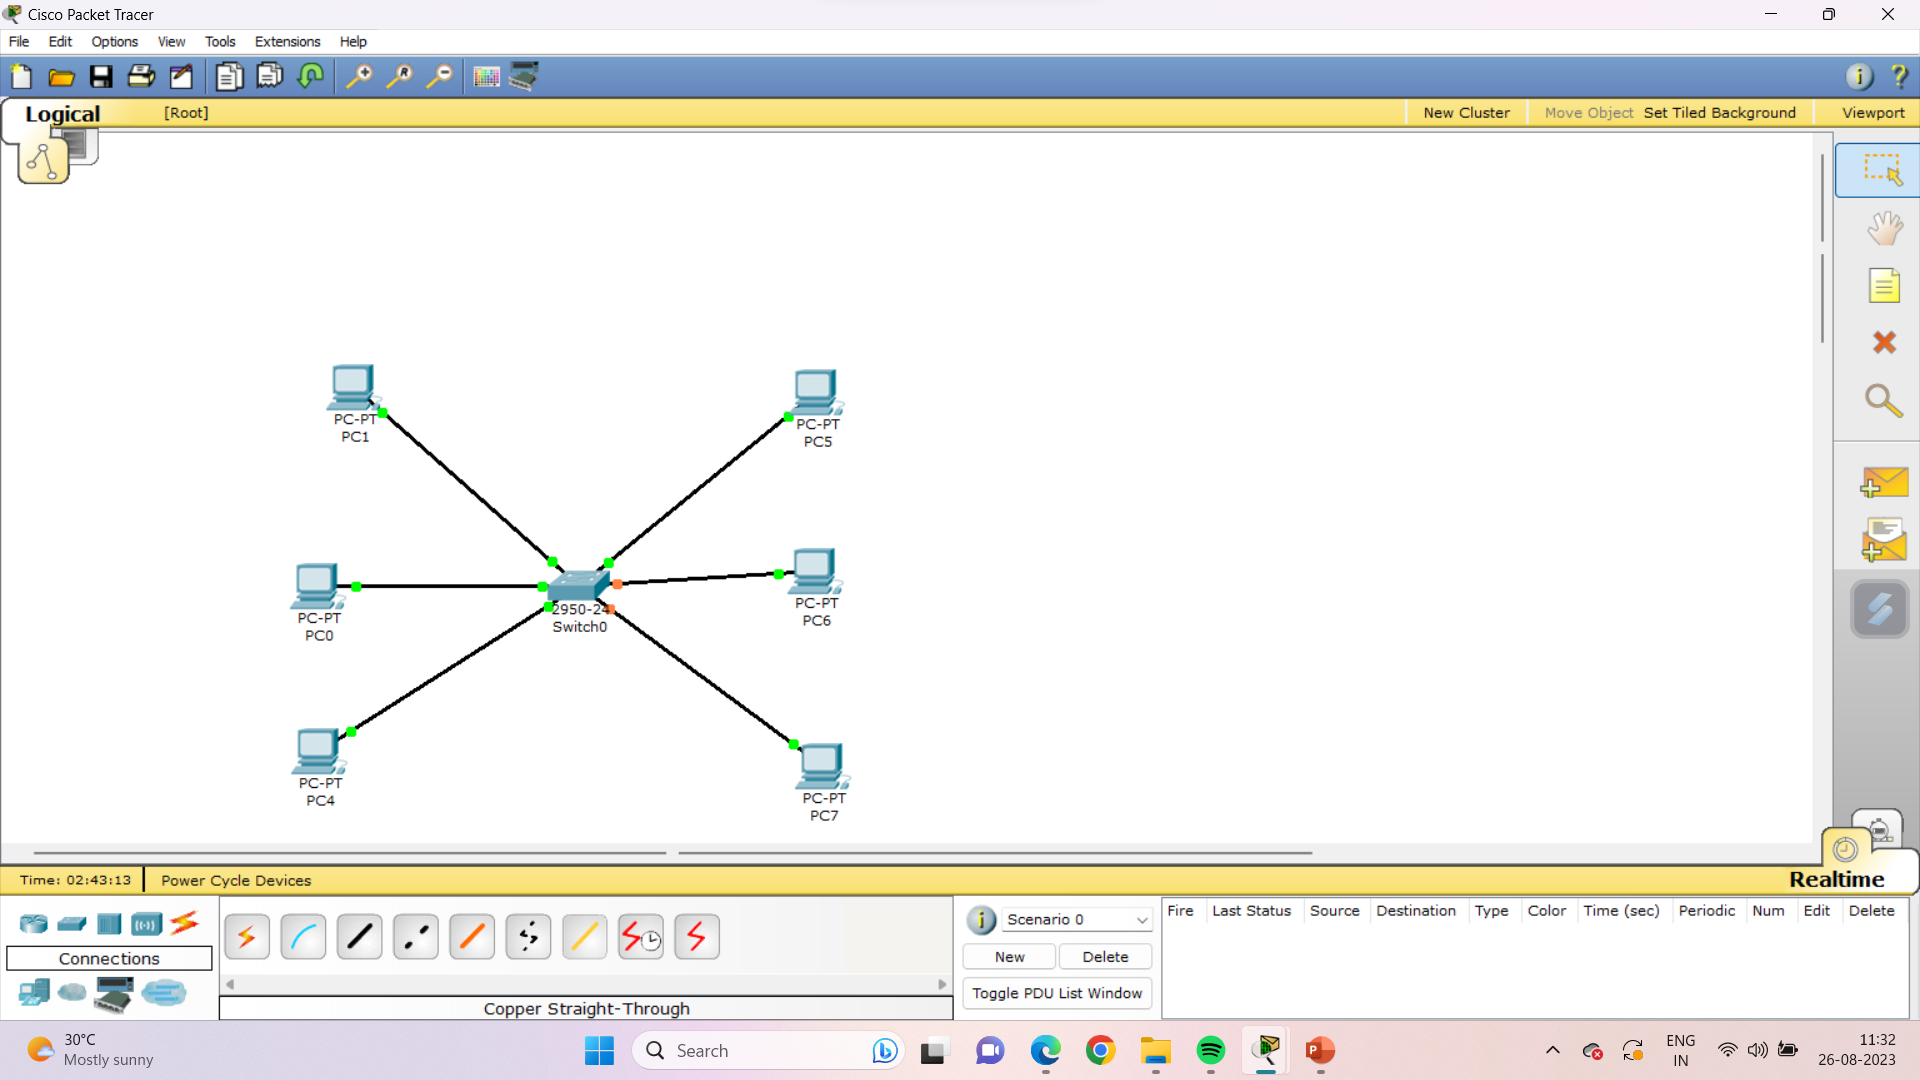 Cisco Packet Tracer
File Edit Options View Tools Extensions Help
Logical [Root] New Cluster Move Object Set Tiled Background Viewport
PC-PT
PC1
PC-PT
PC5
PC-PT
PC0
2950-24
Switch0
PC-PT
PC6
PC-PT
PC4
PC-PT
PC7
Time: 02:43:13 Power Cycle Devices
Realtime
Connections
Copper Straight-Through
Scenario 0
New Delete
Toggle PDU List Window
Fire Last Status Source Destination Type Color Time (sec) Periodic Num Edit Delete
30°C
Mostly sunny
Search
ENG
IN
11:32
26-08-2023